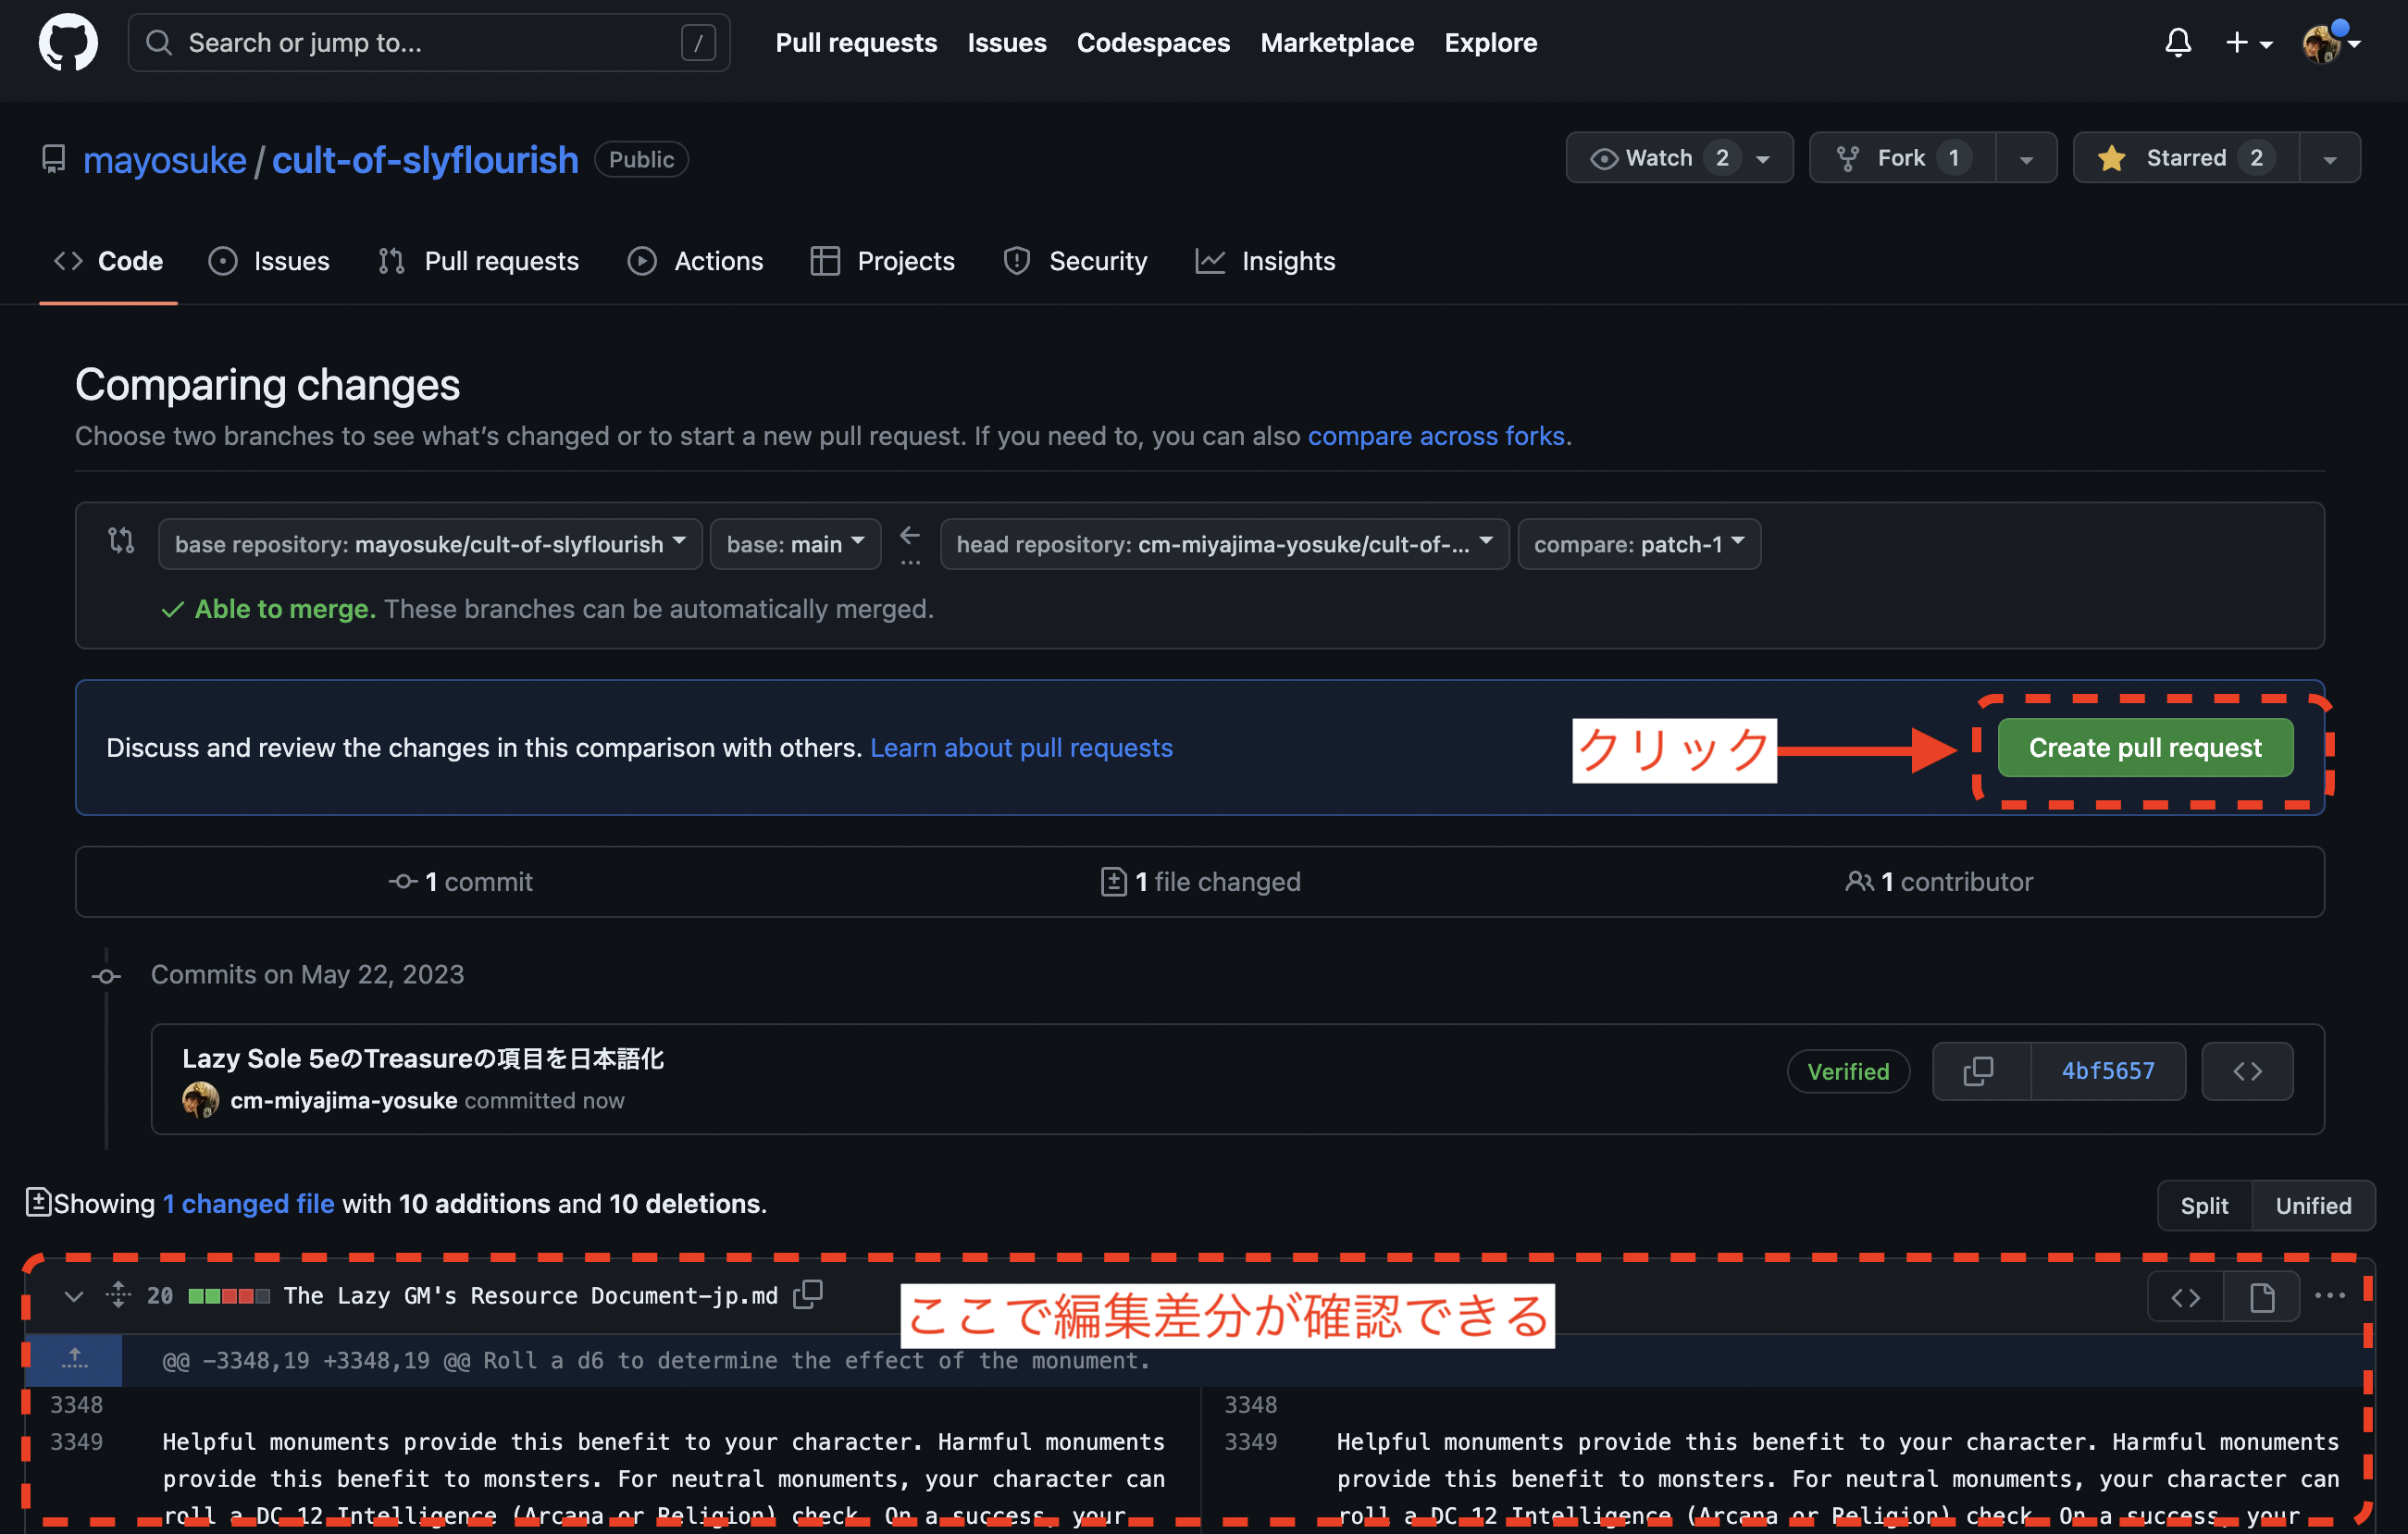 Search or jump to... /
Pull requests Issues Codespaces Marketplace Explore
mayosuke / cult-of-slyflourish Public
Watch 2 Fork 1 Starred 2
Code Issues Pull requests Actions Projects Security Insights
Comparing changes
Choose two branches to see what's changed or to start a new pull request. If you need to, you can also compare across forks.
base repository: mayosuke/cult-of-slyflourish base: main ... head repository: cm-miyajima-yosuke/cult-of-... compare: patch-1
Able to merge. These branches can be automatically merged.
Discuss and review the changes in this comparison with others. Learn about pull requests
クリック
Create pull request
1 commit 1 file changed 1 contributor
Commits on May 22, 2023
Lazy Sole 5eのTreasureの項目を日本語化
cm-miyajima-yosuke committed now
Verified 4bf5657
Showing 1 changed file with 10 additions and 10 deletions.
Split Unified
20 The Lazy GM's Resource Document-jp.md
ここで編集差分が確認できる
@@ -3348,19 +3348,19 @@ Roll a d6 to determine the effect of the monument.
3348
3349 Helpful monuments provide this benefit to your character. Harmful monuments
provide this benefit to monsters. For neutral monuments, your character can
roll a DC 12 Intelligence (Arcana or Religion) check. On a success, your
3348
3349 Helpful monuments provide this benefit to your character. Harmful monuments
provide this benefit to monsters. For neutral monuments, your character can
roll a DC 12 Intelligence (Arcana or Religion) check. On a success, your